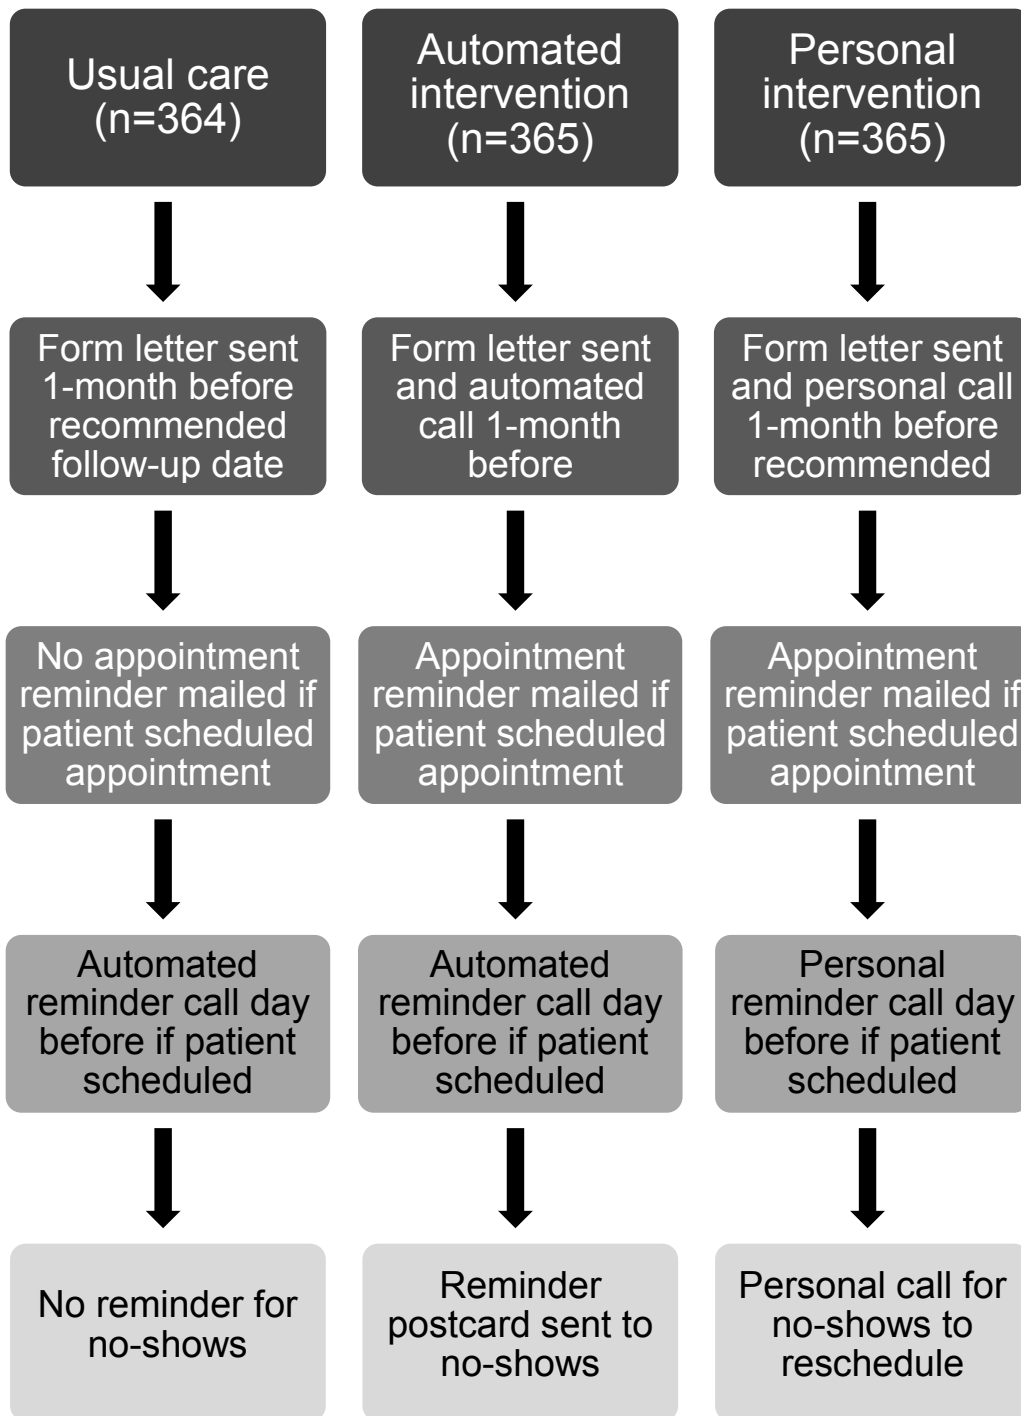 Usual care
(n=364)
Form letter sent
1-month before
recommended
follow-up date
No appointment
reminder mailed if
patient scheduled
appointment
Automated
reminder call day
before if patient
scheduled
No reminder for
no-shows
Automated
intervention
(n=365)
Form letter sent
and automated
call 1-month
before
Appointment
reminder mailed if
patient scheduled
appointment
Automated
reminder call day
before if patient
scheduled
Reminder
postcard sent to
no-shows
Personal
intervention
(n=365)
Form letter sent
and personal call
1-month before
recommended
Appointment
reminder mailed if
patient scheduled
appointment
Personal
reminder call day
before if patient
scheduled
Personal call for
no-shows to
reschedule